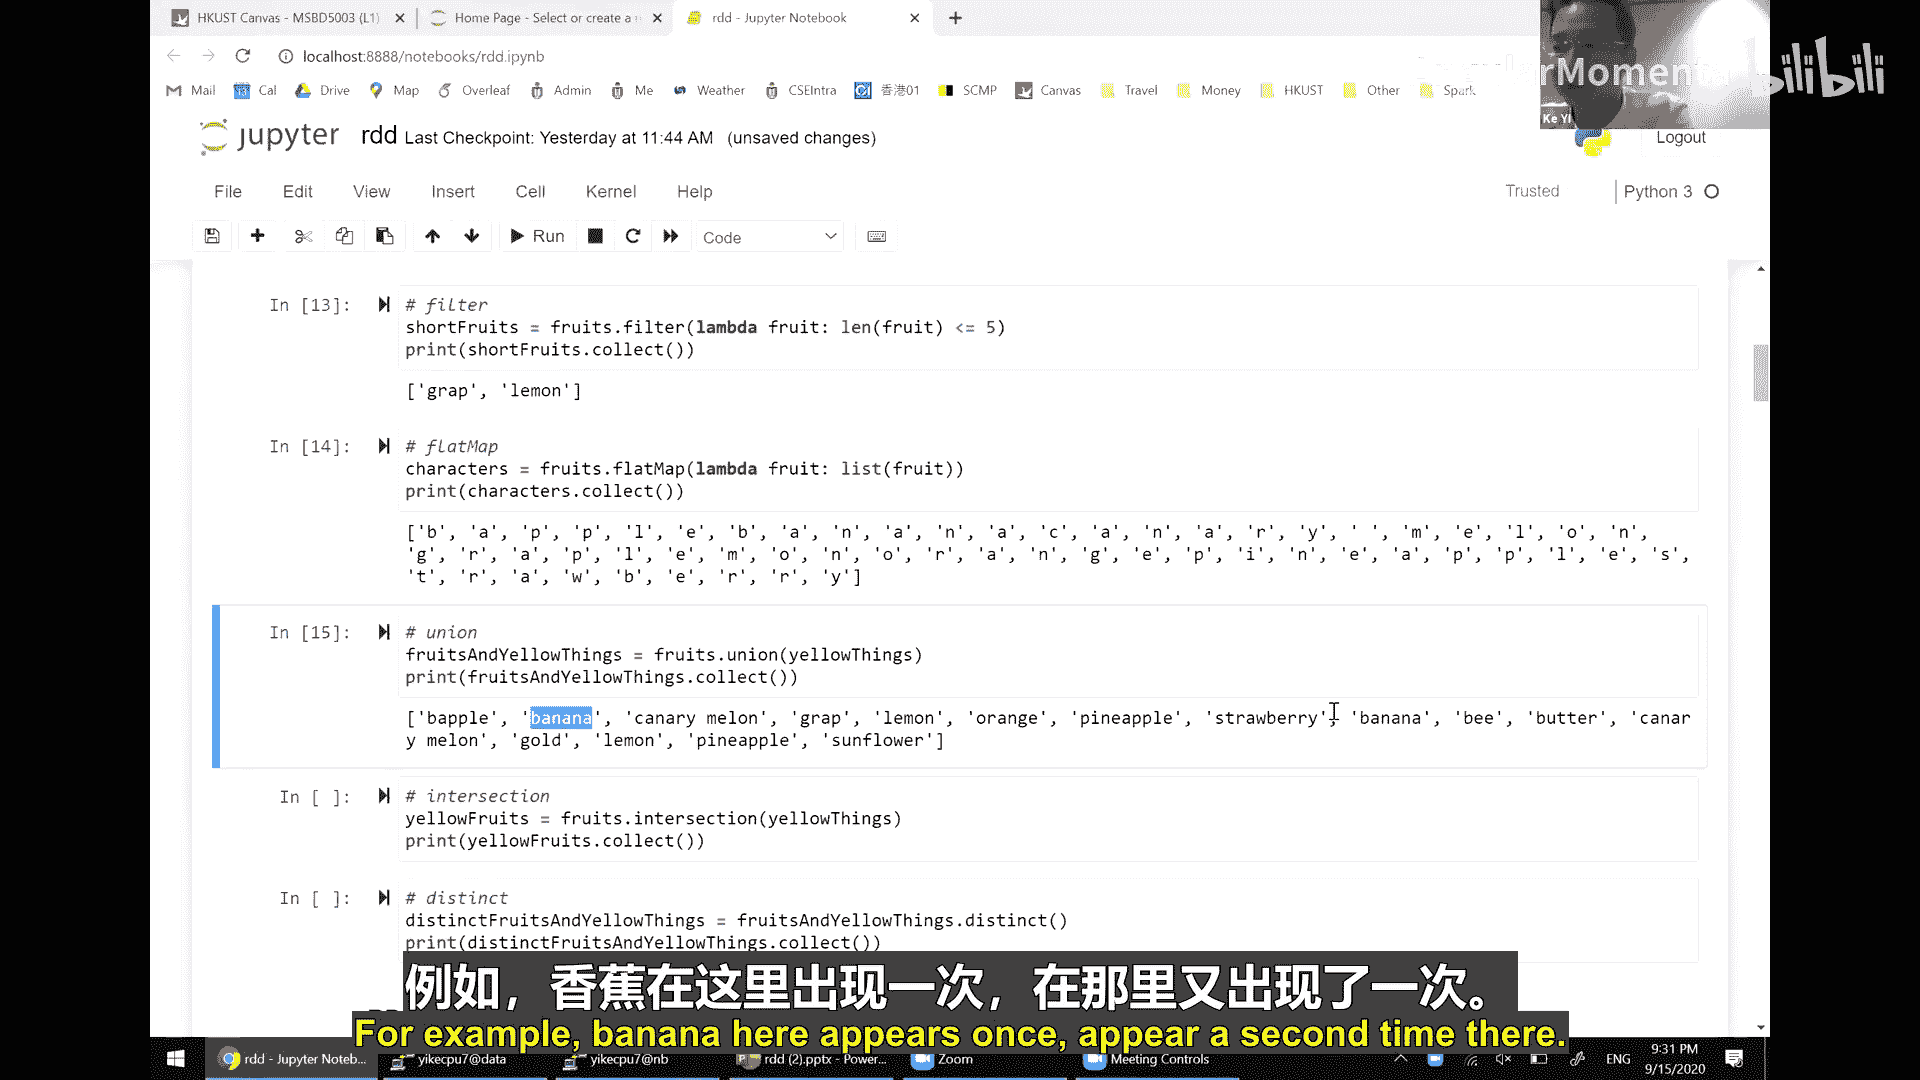 HKUST Canvas - MSBD5003 (L1)
Home Page - Select or create a
rdd - Jupyter Notebook
localhost:8888/notebooks/rdd.ipynb
Mail Cal Drive Map Overleaf Admin Me Weather CSEIntra 香港01 SCMP Canvas Travel Money HKUST Other Spark
bilibili
Ke Yi
jupyter rdd Last Checkpoint: Yesterday at 11:44 AM (unsaved changes)
Logout
File Edit View Insert Cell Kernel Help
Trusted
Python 3
Run
Code
In [13]:
# filter
shortFruits = fruits.filter(lambda fruit: len(fruit) <= 5)
print(shortFruits.collect())
['grap', 'lemon']
In [14]:
# flatMap
characters = fruits.flatMap(lambda fruit: list(fruit))
print(characters.collect())
['b', 'a', 'p', 'p', 'l', 'e', 'b', 'a', 'n', 'a', 'n', 'a', 'c', 'a', 'n', 'a', 'r', 'y', ' ', 'm', 'e', 'l', 'o', 'n',
'g', 'r', 'a', 'p', 'l', 'e', 'm', 'o', 'n', 'o', 'r', 'a', 'n', 'g', 'e', 'p', 'i', 'n', 'e', 'a', 'p', 'p', 'l', 'e', 's',
't', 'r', 'a', 'w', 'b', 'e', 'r', 'r', 'y']
In [15]:
# union
fruitsAndYellowThings = fruits.union(yellowThings)
print(fruitsAndYellowThings.collect())
['bapple', 'banana', 'canary melon', 'grap', 'lemon', 'orange', 'pineapple', 'strawberry', 'banana', 'bee', 'butter', 'canar
y melon', 'gold', 'lemon', 'pineapple', 'sunflower']
In [ ]:
# intersection
yellowFruits = fruits.intersection(yellowThings)
print(yellowFruits.collect())
In [ ]:
# distinct
distinctFruitsAndYellowThings = fruitsAndYellowThings.distinct()
print(distinctFruitsAndYellowThings.collect())
例如，香蕉在这里出现一次，在那里又出现了一次。
For example, banana here appears once, appear a second time there.
rdd - Jupyter Noteb...
yikecpu7@data
yikecpu7@nb
rdd (2).pptx - Power...
Zoom
Meeting Controls
ENG
9:31 PM
9/15/2020